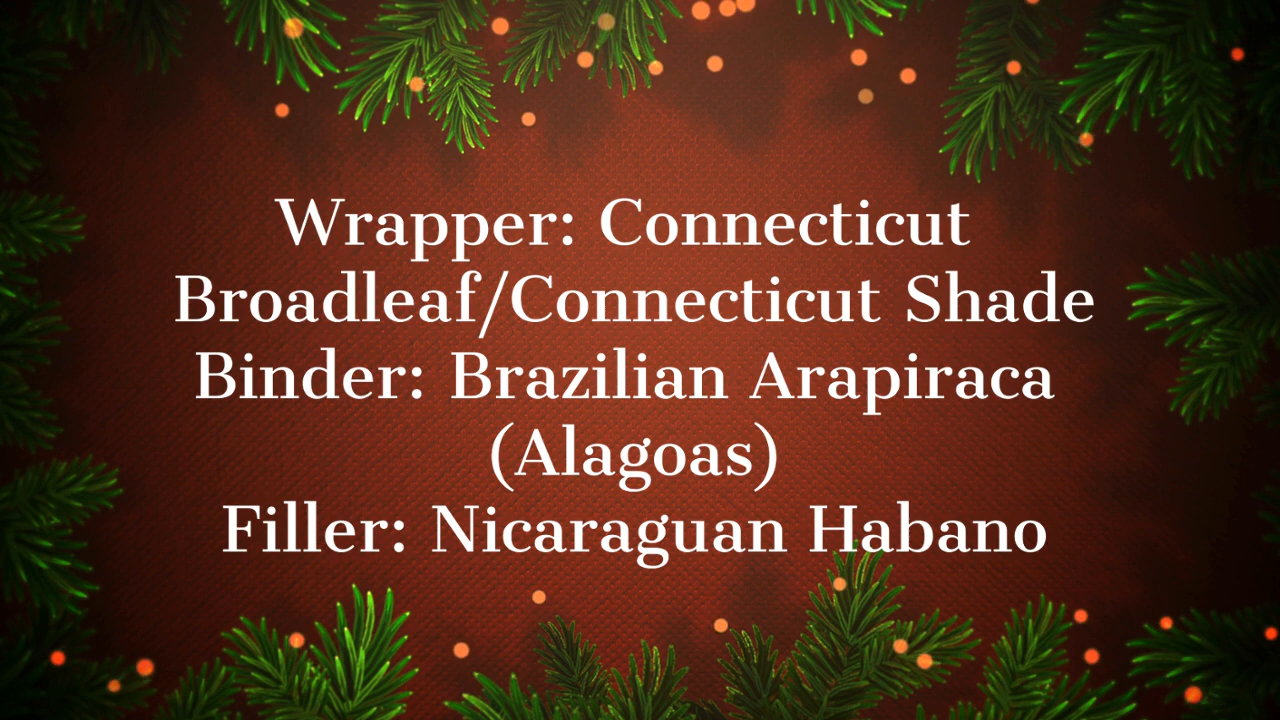 Wrapper: Connecticut
Broadleaf/Connecticut Shade
Binder: Brazilian Arapiraca
(Alagoas)
Filler: Nicaraguan Habano